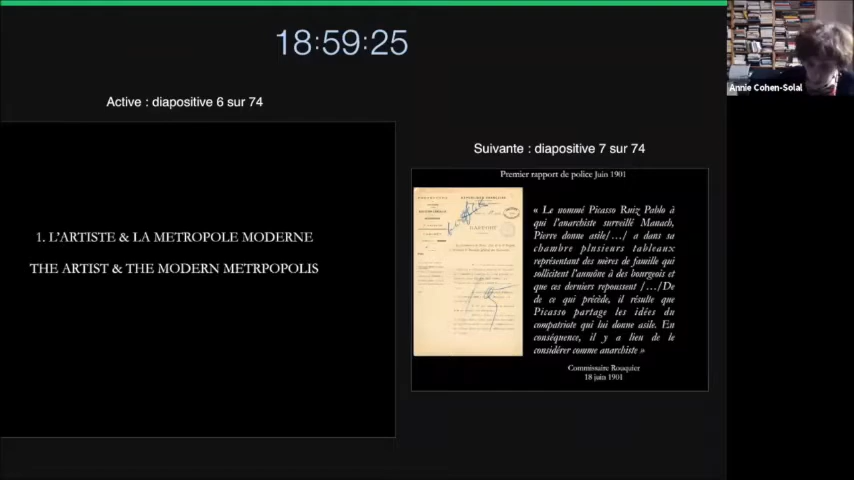 18:59:25
Annie Cohen-Solal
Active : diapositive 6 sur 74
Suivante : diapositive 7 sur 74
1. L'ARTISTE & LA METROPOLE MODERNE
THE ARTIST & THE MODERN METRPOPOLIS
Premier rapport de police Juin 1901
RAPPORT
« Le nommé Picasso Ruiz Pablo à
qui l'anarchiste surveillé Manach,
Pierre donne asile/…/ a dans sa
chambre plusieurs tableaux
représentant des mères de famille qui
sollicitent l'aumône à des bourgeois et
que ces derniers repoussent /…/De
de ce qui précède, il résulte que
Picasso partage les idées du
compatriote qui lui donne asile. En
conséquence, il y a lieu de le
considérer comme anarchiste »
Commissaire Rouquier
18 juin 1901